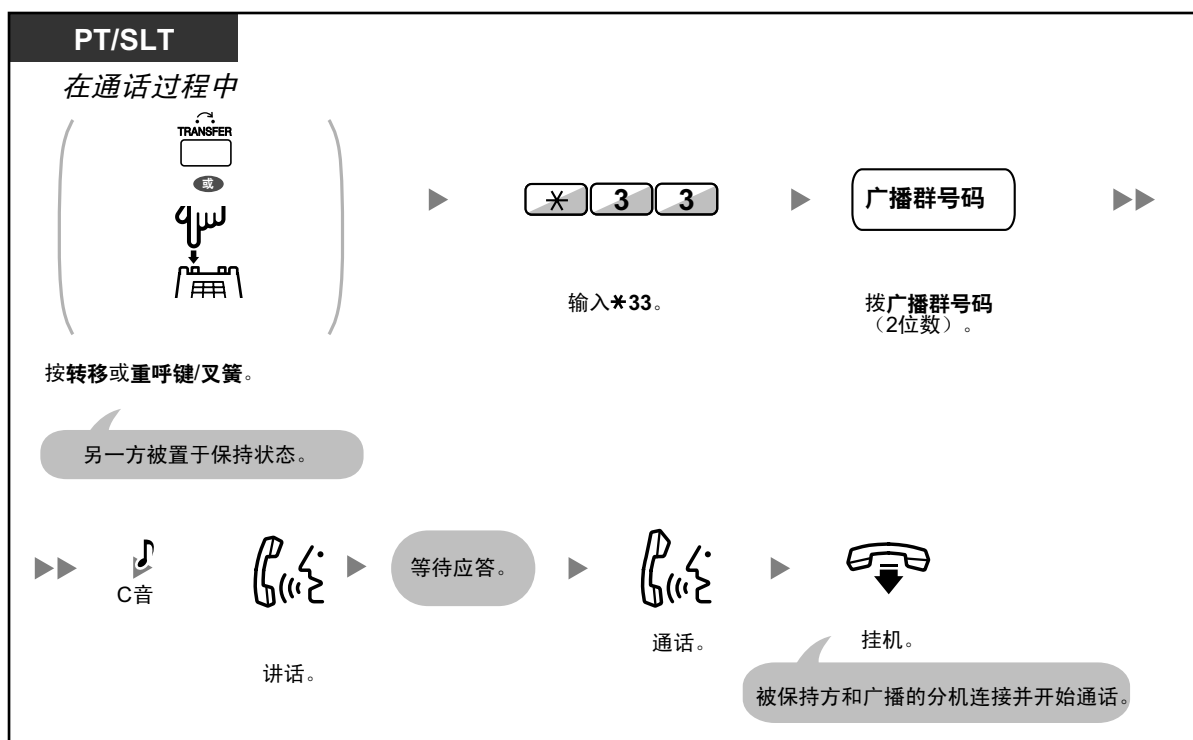 PT/SLT
在通话过程中
TRANSFER
或
按转移或重呼键/叉簧。
另一方被置于保持状态。
* 3 3
输入*33。
广播群号码
拨广播群号码
（2位数）。
C音
讲话。
等待应答。
通话。
挂机。
被保持方和广播的分机连接并开始通话。